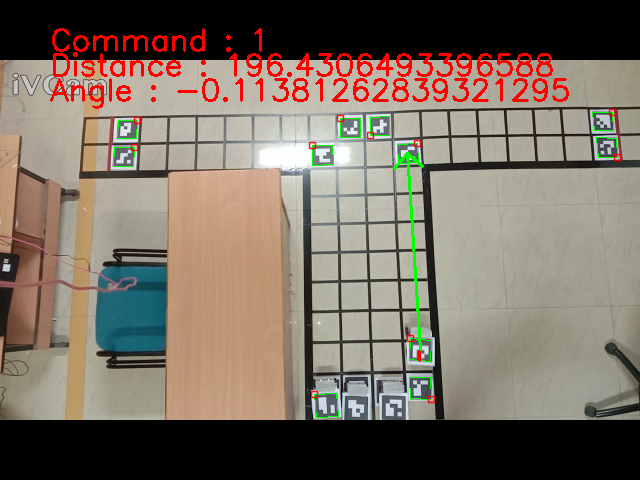 Command : 1
Distance : 196.4306493396588
iVCam
Angle : -0.11381262839321295